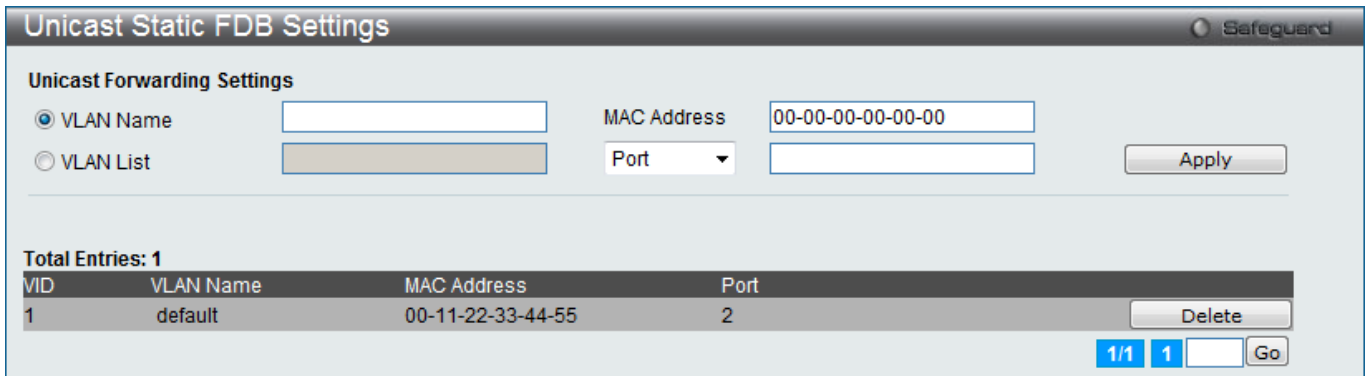 Unicast Static FDB Settings
Safeguard
Unicast Forwarding Settings
VLAN Name MAC Address 00-00-00-00-00-00
VLAN List Port Apply
Total Entries: 1
VID VLAN Name MAC Address Port
1 default 00-11-22-33-44-55 2 Delete
1/1 1 Go